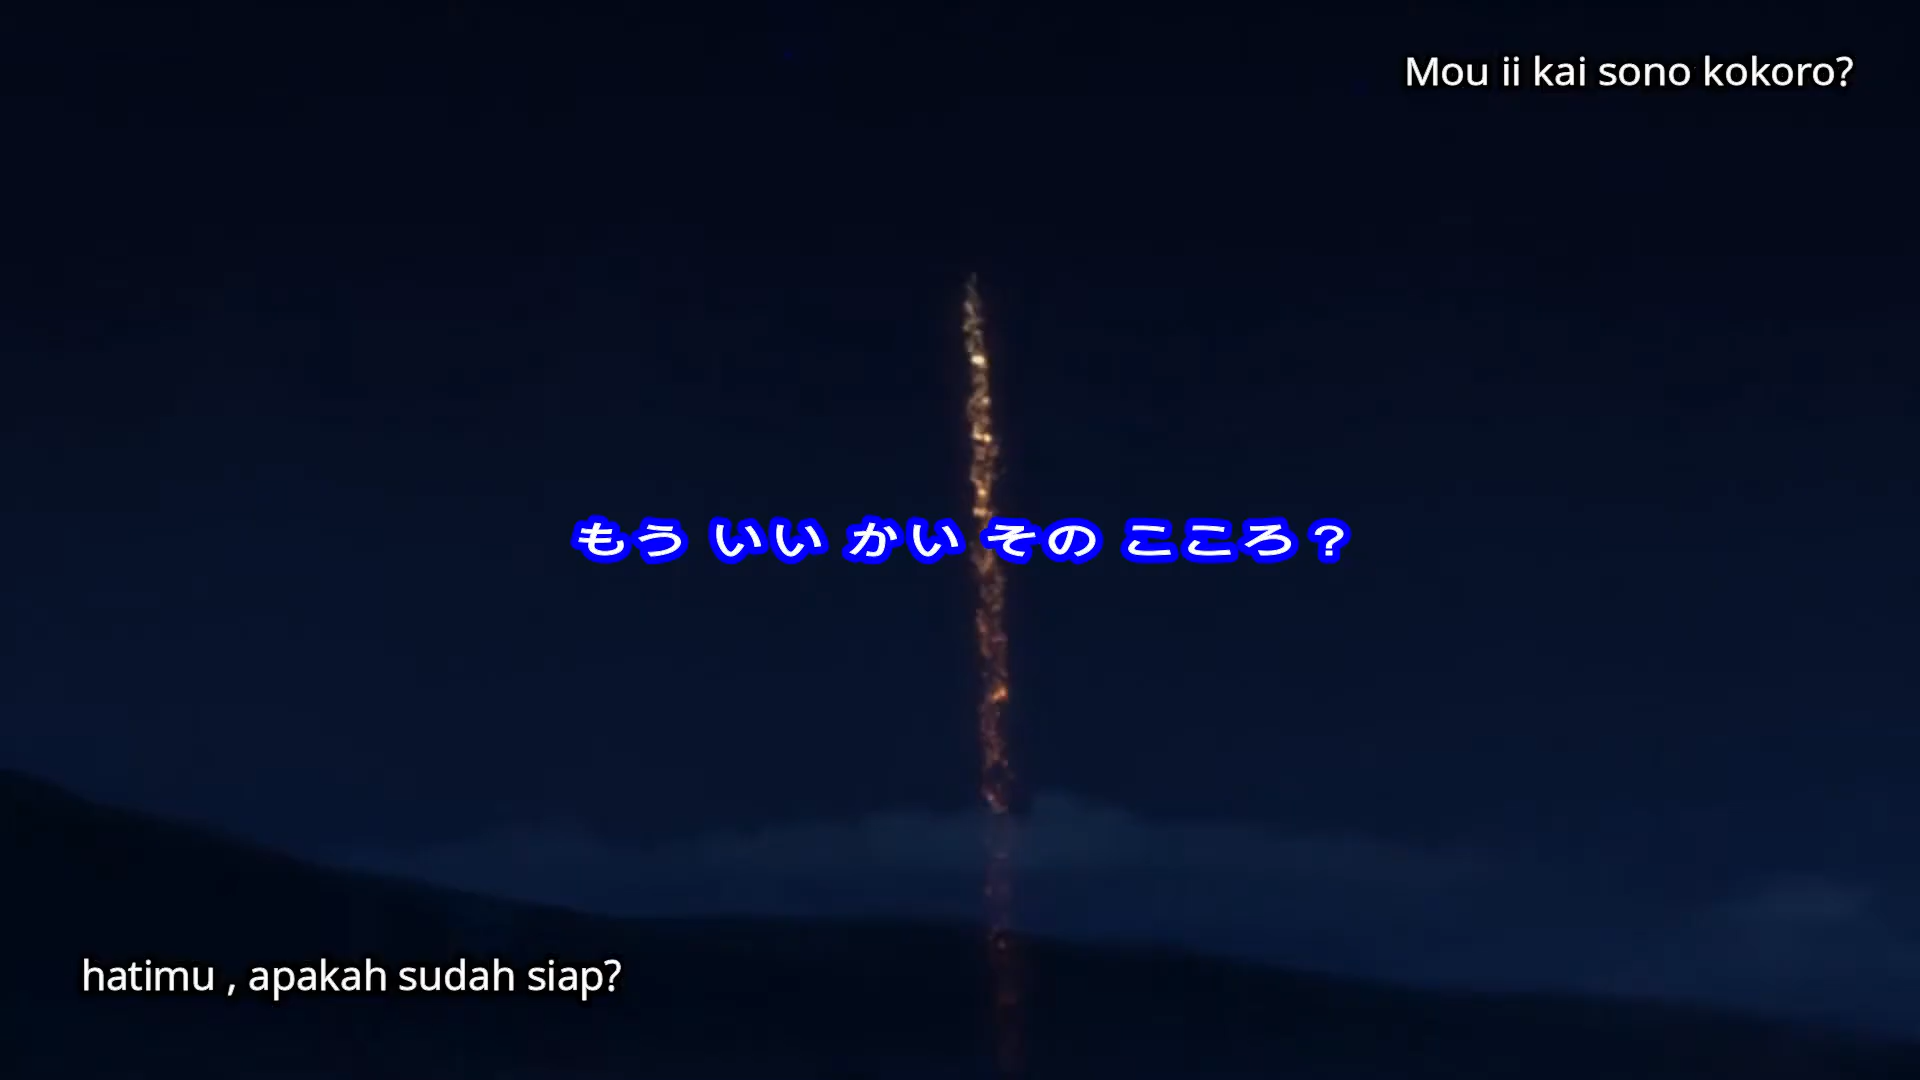 Mou ii kai sono kokoro?
もう いい かい その こころ？
hatimu , apakah sudah siap?